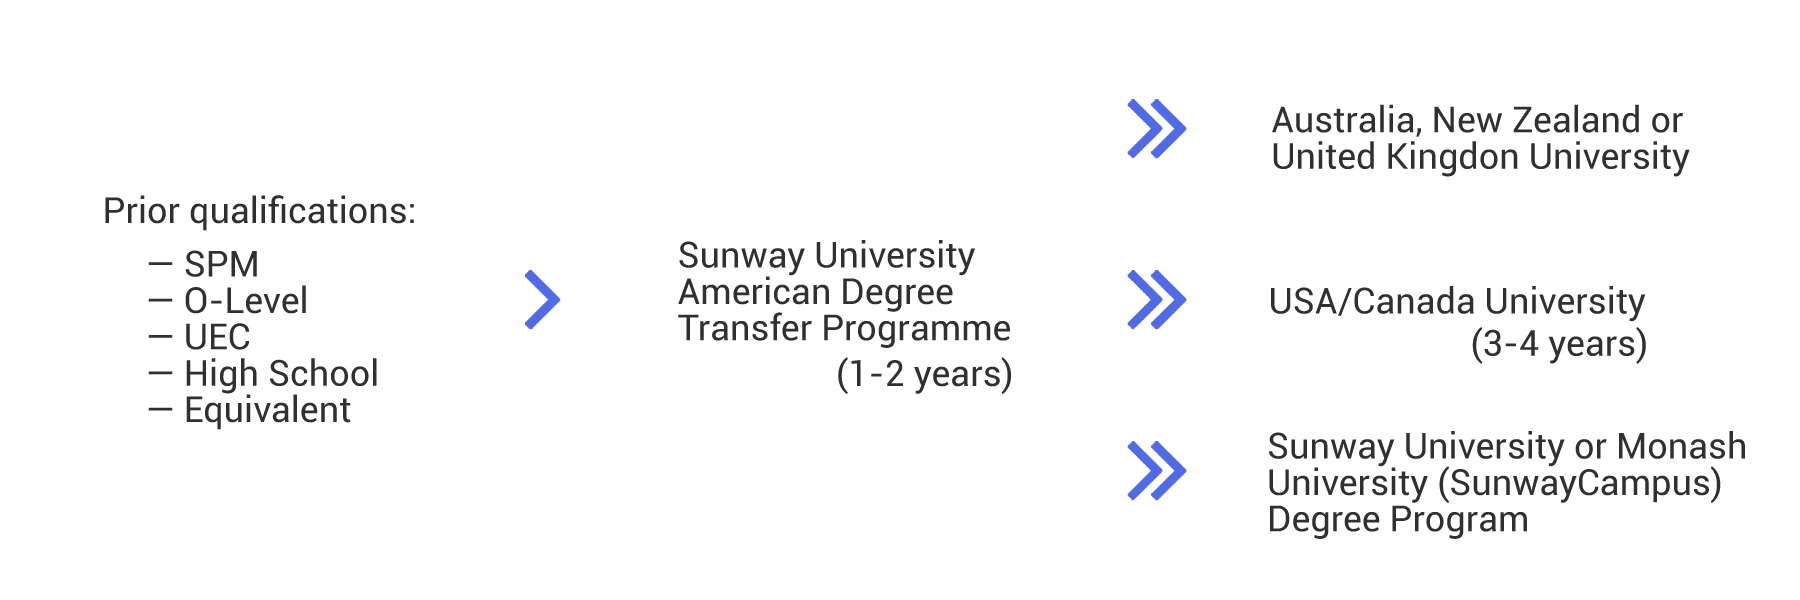 Prior qualifications:
— SPM
— O-Level
— UEC
— High School
— Equivalent
Sunway University
American Degree
Transfer Programme
(1-2 years)
Australia, New Zealand or
United Kingdon University
USA/Canada University
(3-4 years)
Sunway University or Monash
University (SunwayCampus)
Degree Program